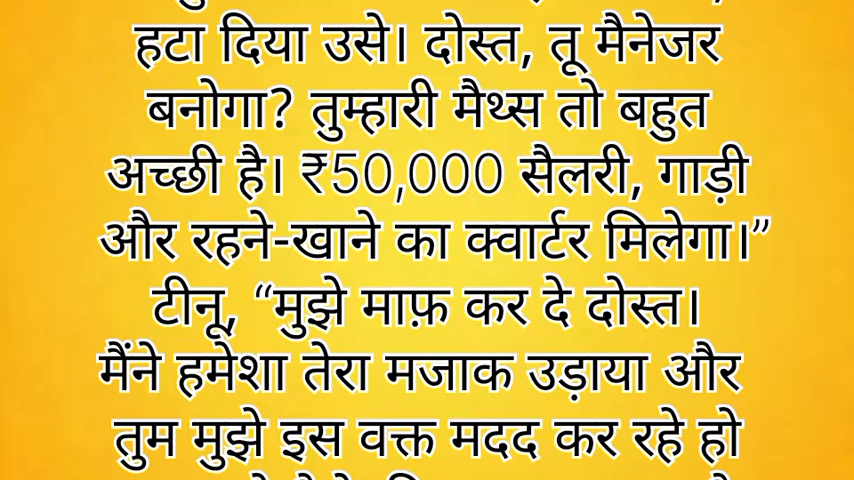 हटा दिया उसे। दोस्त, तू मैनेजर
बनोगा? तुम्हारी मैथ्स तो बहुत
अच्छी है। ₹50,000 सैलरी, गाड़ी
और रहने-खाने का क्वार्टर मिलेगा।”
टीनू, “मुझे माफ़ कर दे दोस्त।
मैंने हमेशा तेरा मजाक उड़ाया और
तुम मुझे इस वक्त मदद कर रहे हो